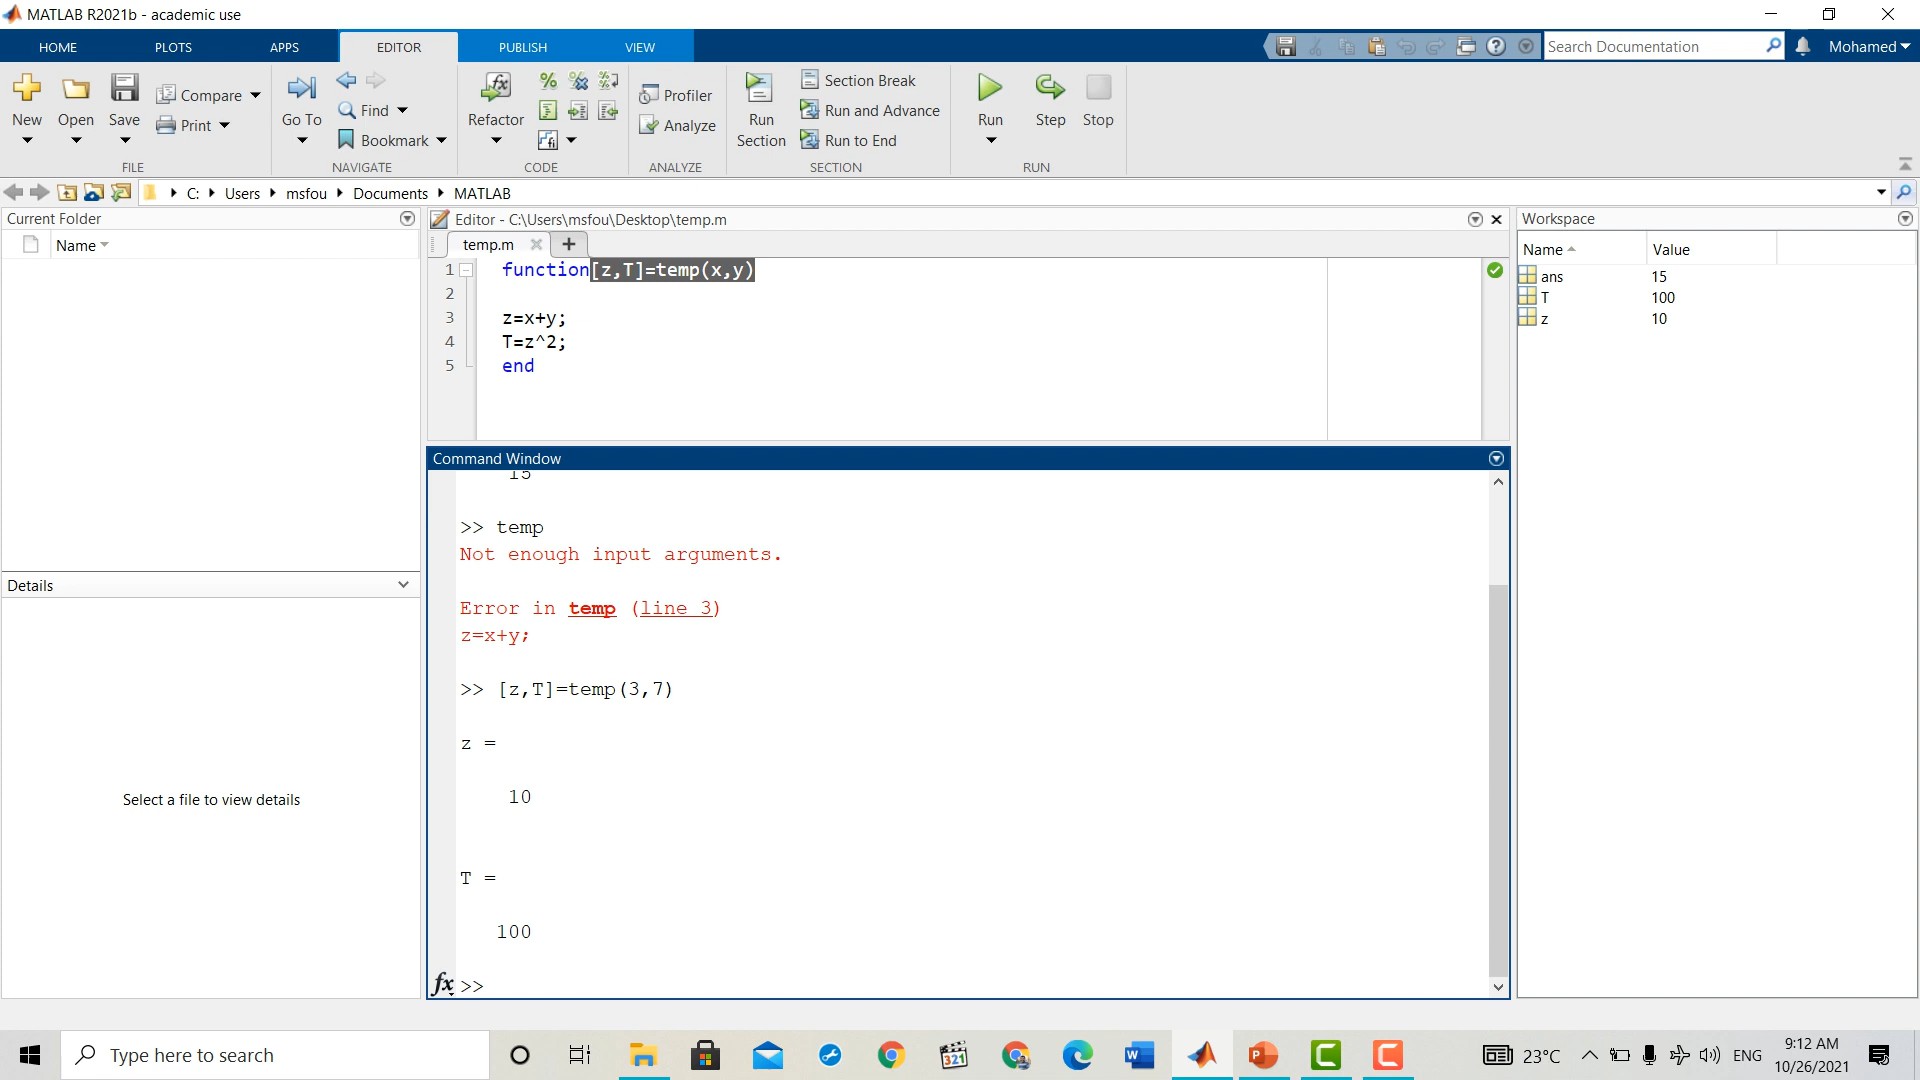 MATLAB R2021b - academic use
HOME PLOTS APPS EDITOR PUBLISH VIEW Search Documentation Mohamed
New Open Save Compare Print
FILE
Go To Find Bookmark
NAVIGATE
Refactor
CODE
Profiler Analyze
ANALYZE
Run Section Section Break Run and Advance Run to End
SECTION
Run Step Stop
RUN
C: Users msfou Documents MATLAB
Current Folder
Name
Details
Select a file to view details
Editor - C:\Users\msfou\Desktop\temp.m
temp.m
1 function[z,T]=temp(x,y)
2
3 z=x+y;
4 T=z^2;
5 end
Command Window
15
>> temp
Not enough input arguments.
Error in temp (line 3)
z=x+y;
>> [z,T]=temp(3,7)
z =
10
T =
100
fx >>
Workspace
Name Value
ans 15
T 100
z 10
Type here to search
321
23°C ENG 9:12 AM
10/26/2021